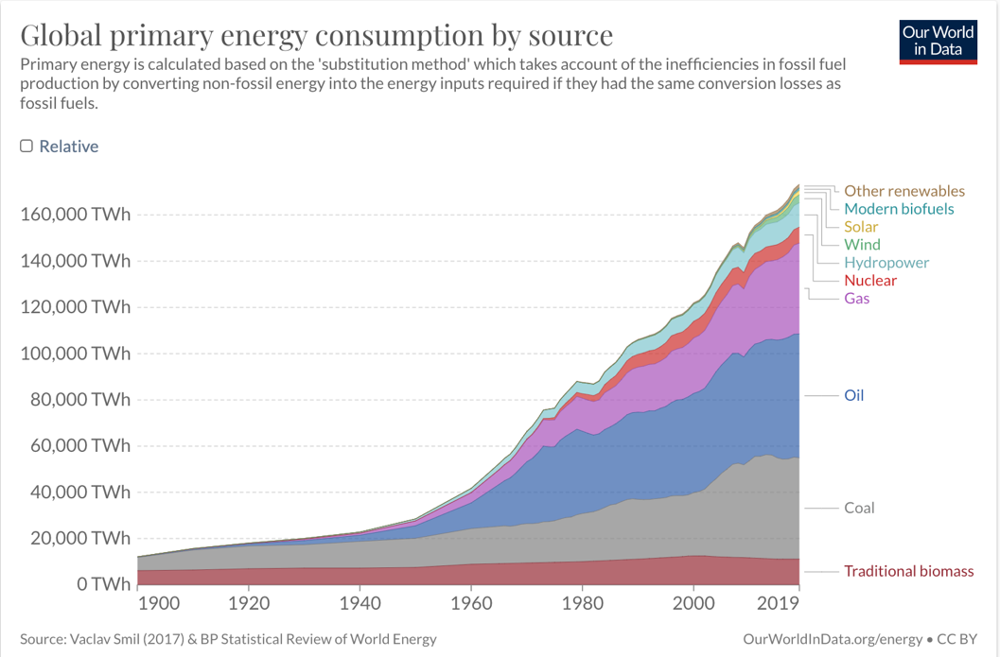 Global primary energy consumption by source
Our World
in Data
Primary energy is calculated based on the 'substitution method' which takes account of the inefficiencies in fossil fuel
production by converting non-fossil energy into the energy inputs required if they had the same conversion losses as
fossil fuels.
Relative
160,000 TWh
140,000 TWh
120,000 TWh
100,000 TWh
80,000 TWh
60,000 TWh
40,000 TWh
20,000 TWh
0 TWh
Other renewables
Modern biofuels
Solar
Wind
Hydropower
Nuclear
Gas
Oil
Coal
Traditional biomass
1900 1920 1940 1960 1980 2000 2019
Source: Vaclav Smil (2017) & BP Statistical Review of World Energy
OurWorldInData.org/energy • CC BY